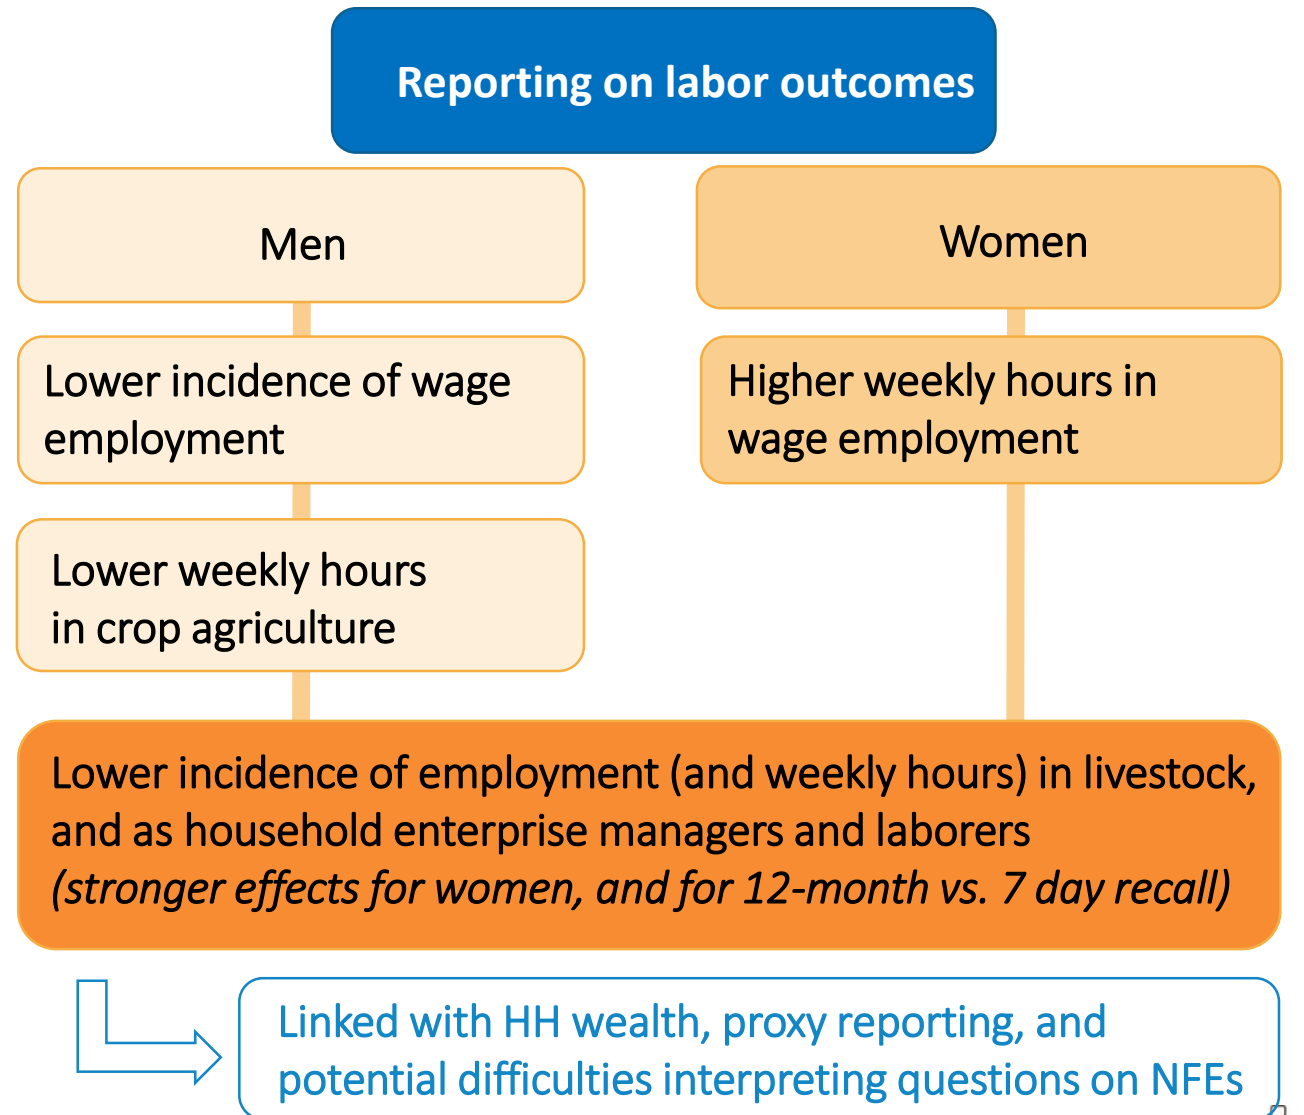 Reporting on labor outcomes
Men
Women
Lower incidence of wage
employment
Higher weekly hours in
wage employment
Lower weekly hours
in crop agriculture
Lower incidence of employment (and weekly hours) in livestock,
and as household enterprise managers and laborers
(stronger effects for women, and for 12-month vs. 7 day recall)
Linked with HH wealth, proxy reporting, and
potential difficulties interpreting questions on NFEs